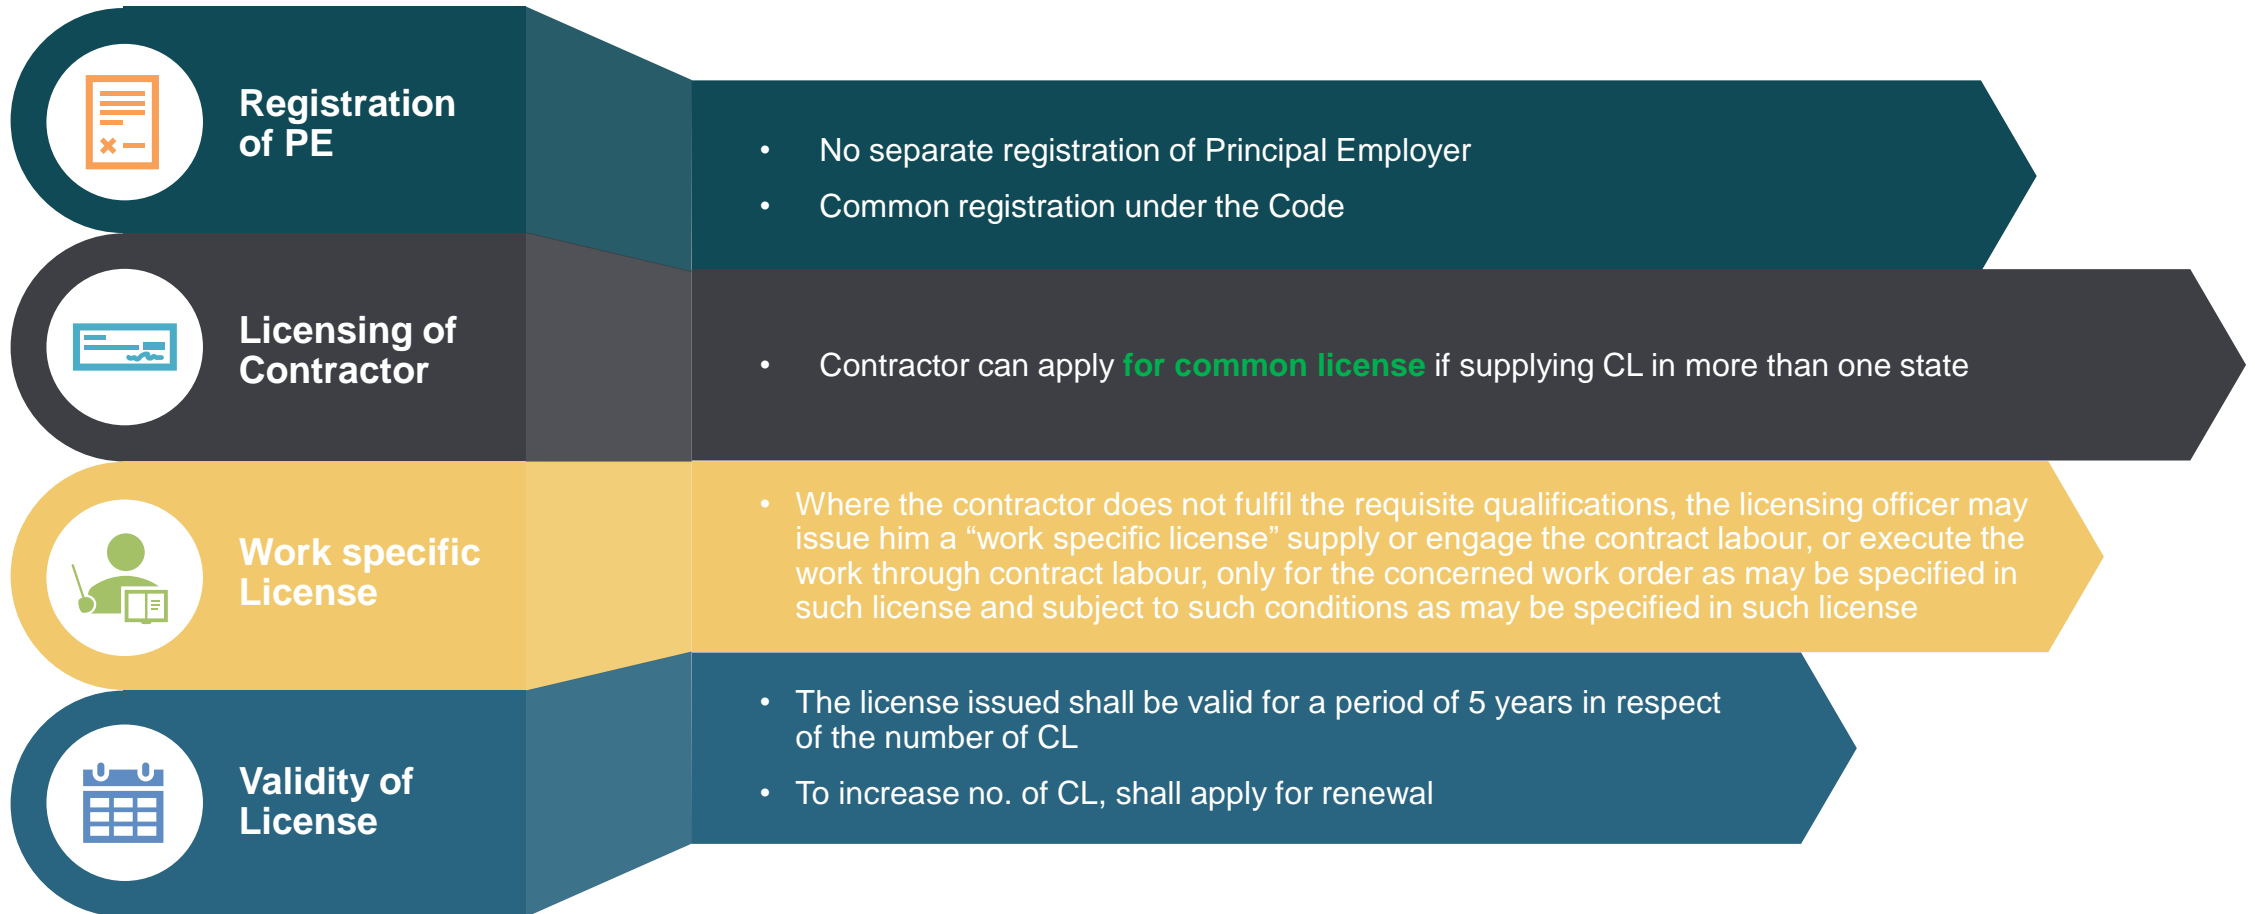 Registration
of PE
• No separate registration of Principal Employer
• Common registration under the Code
Licensing of
Contractor
• Contractor can apply for common license if supplying CL in more than one state
Work specific
License
• Where the contractor does not fulfil the requisite qualifications, the licensing officer may
issue him a “work specific license” supply or engage the contract labour, or execute the
work through contract labour, only for the concerned work order as may be specified in
such license and subject to such conditions as may be specified in such license
Validity of
License
• The license issued shall be valid for a period of 5 years in respect
of the number of CL
• To increase no. of CL, shall apply for renewal